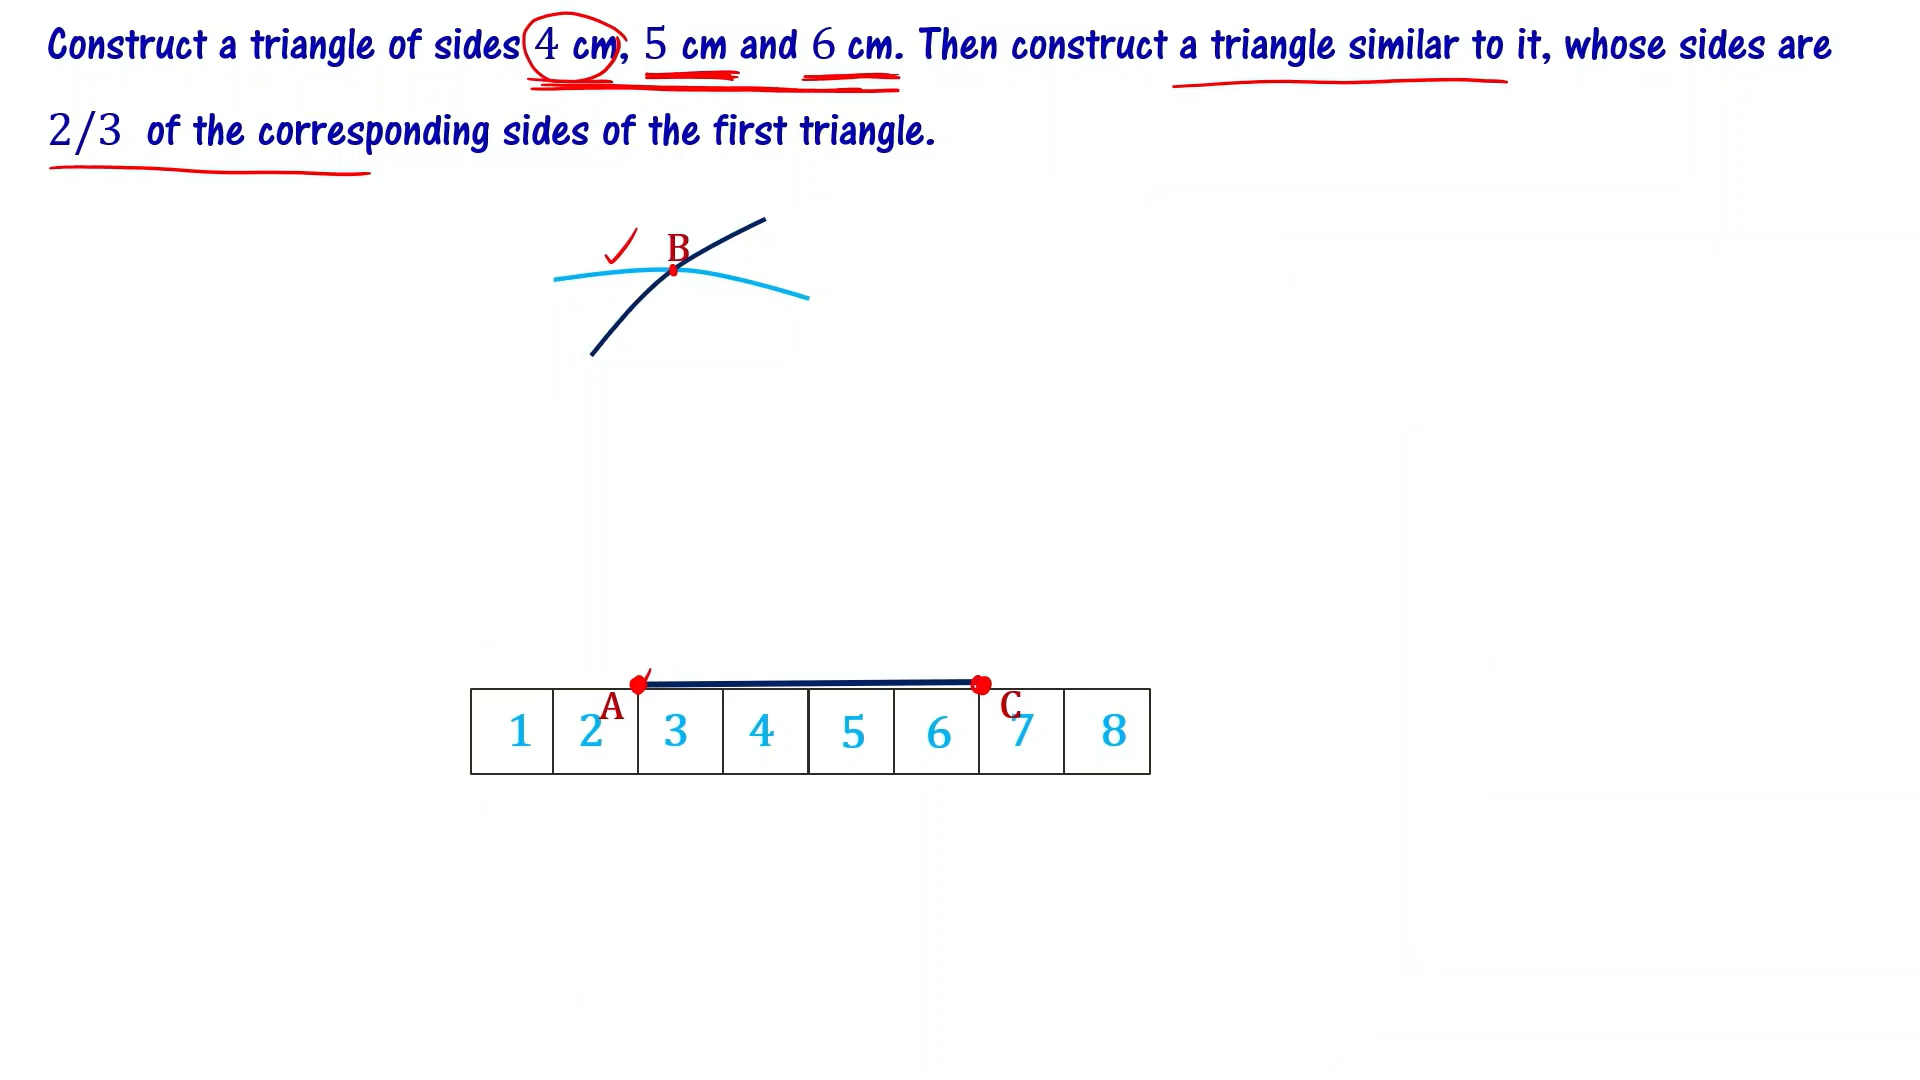 Construct a triangle of sides 4 cm, 5 cm and 6 cm. Then construct a triangle similar to it, whose sides are
2/3 of the corresponding sides of the first triangle.
B
A C
1 2 3 4 5 6 7 8